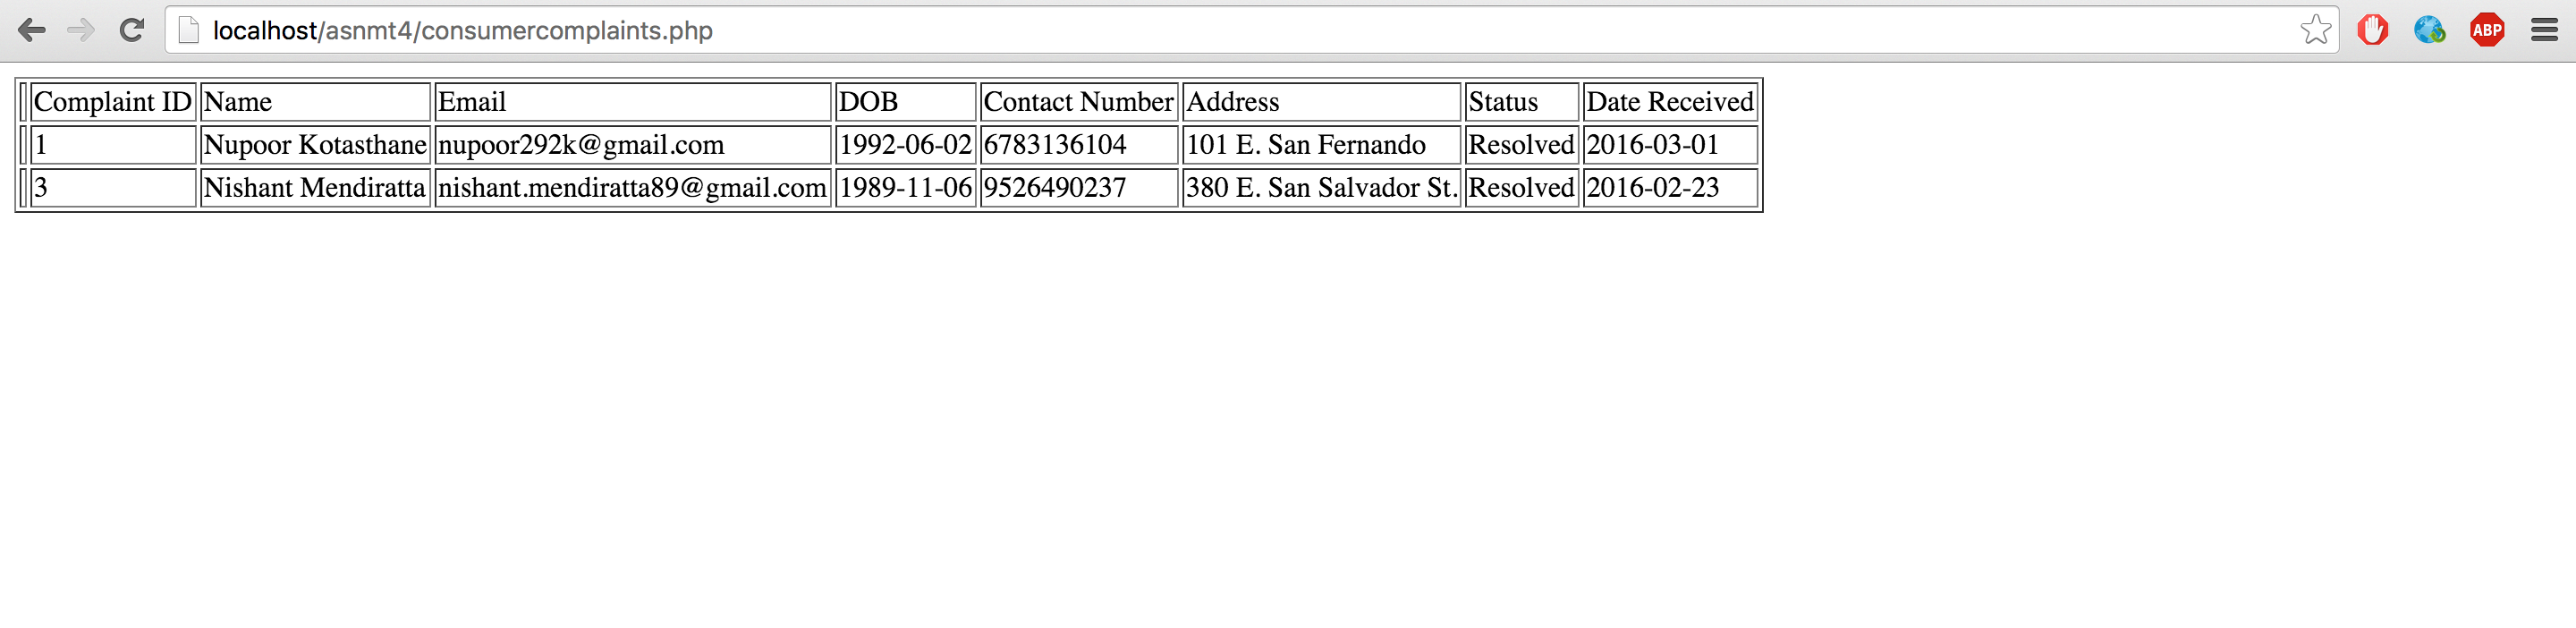 localhost/asnmt4/consumercomplaints.php
ABP
Complaint ID Name Email DOB Contact Number Address Status Date Received
1 Nupoor Kotasthane nupoor292k@gmail.com 1992-06-02 6783136104 101 E. San Fernando Resolved 2016-03-01
3 Nishant Mendiratta nishant.mendiratta89@gmail.com 1989-11-06 9526490237 380 E. San Salvador St. Resolved 2016-02-23